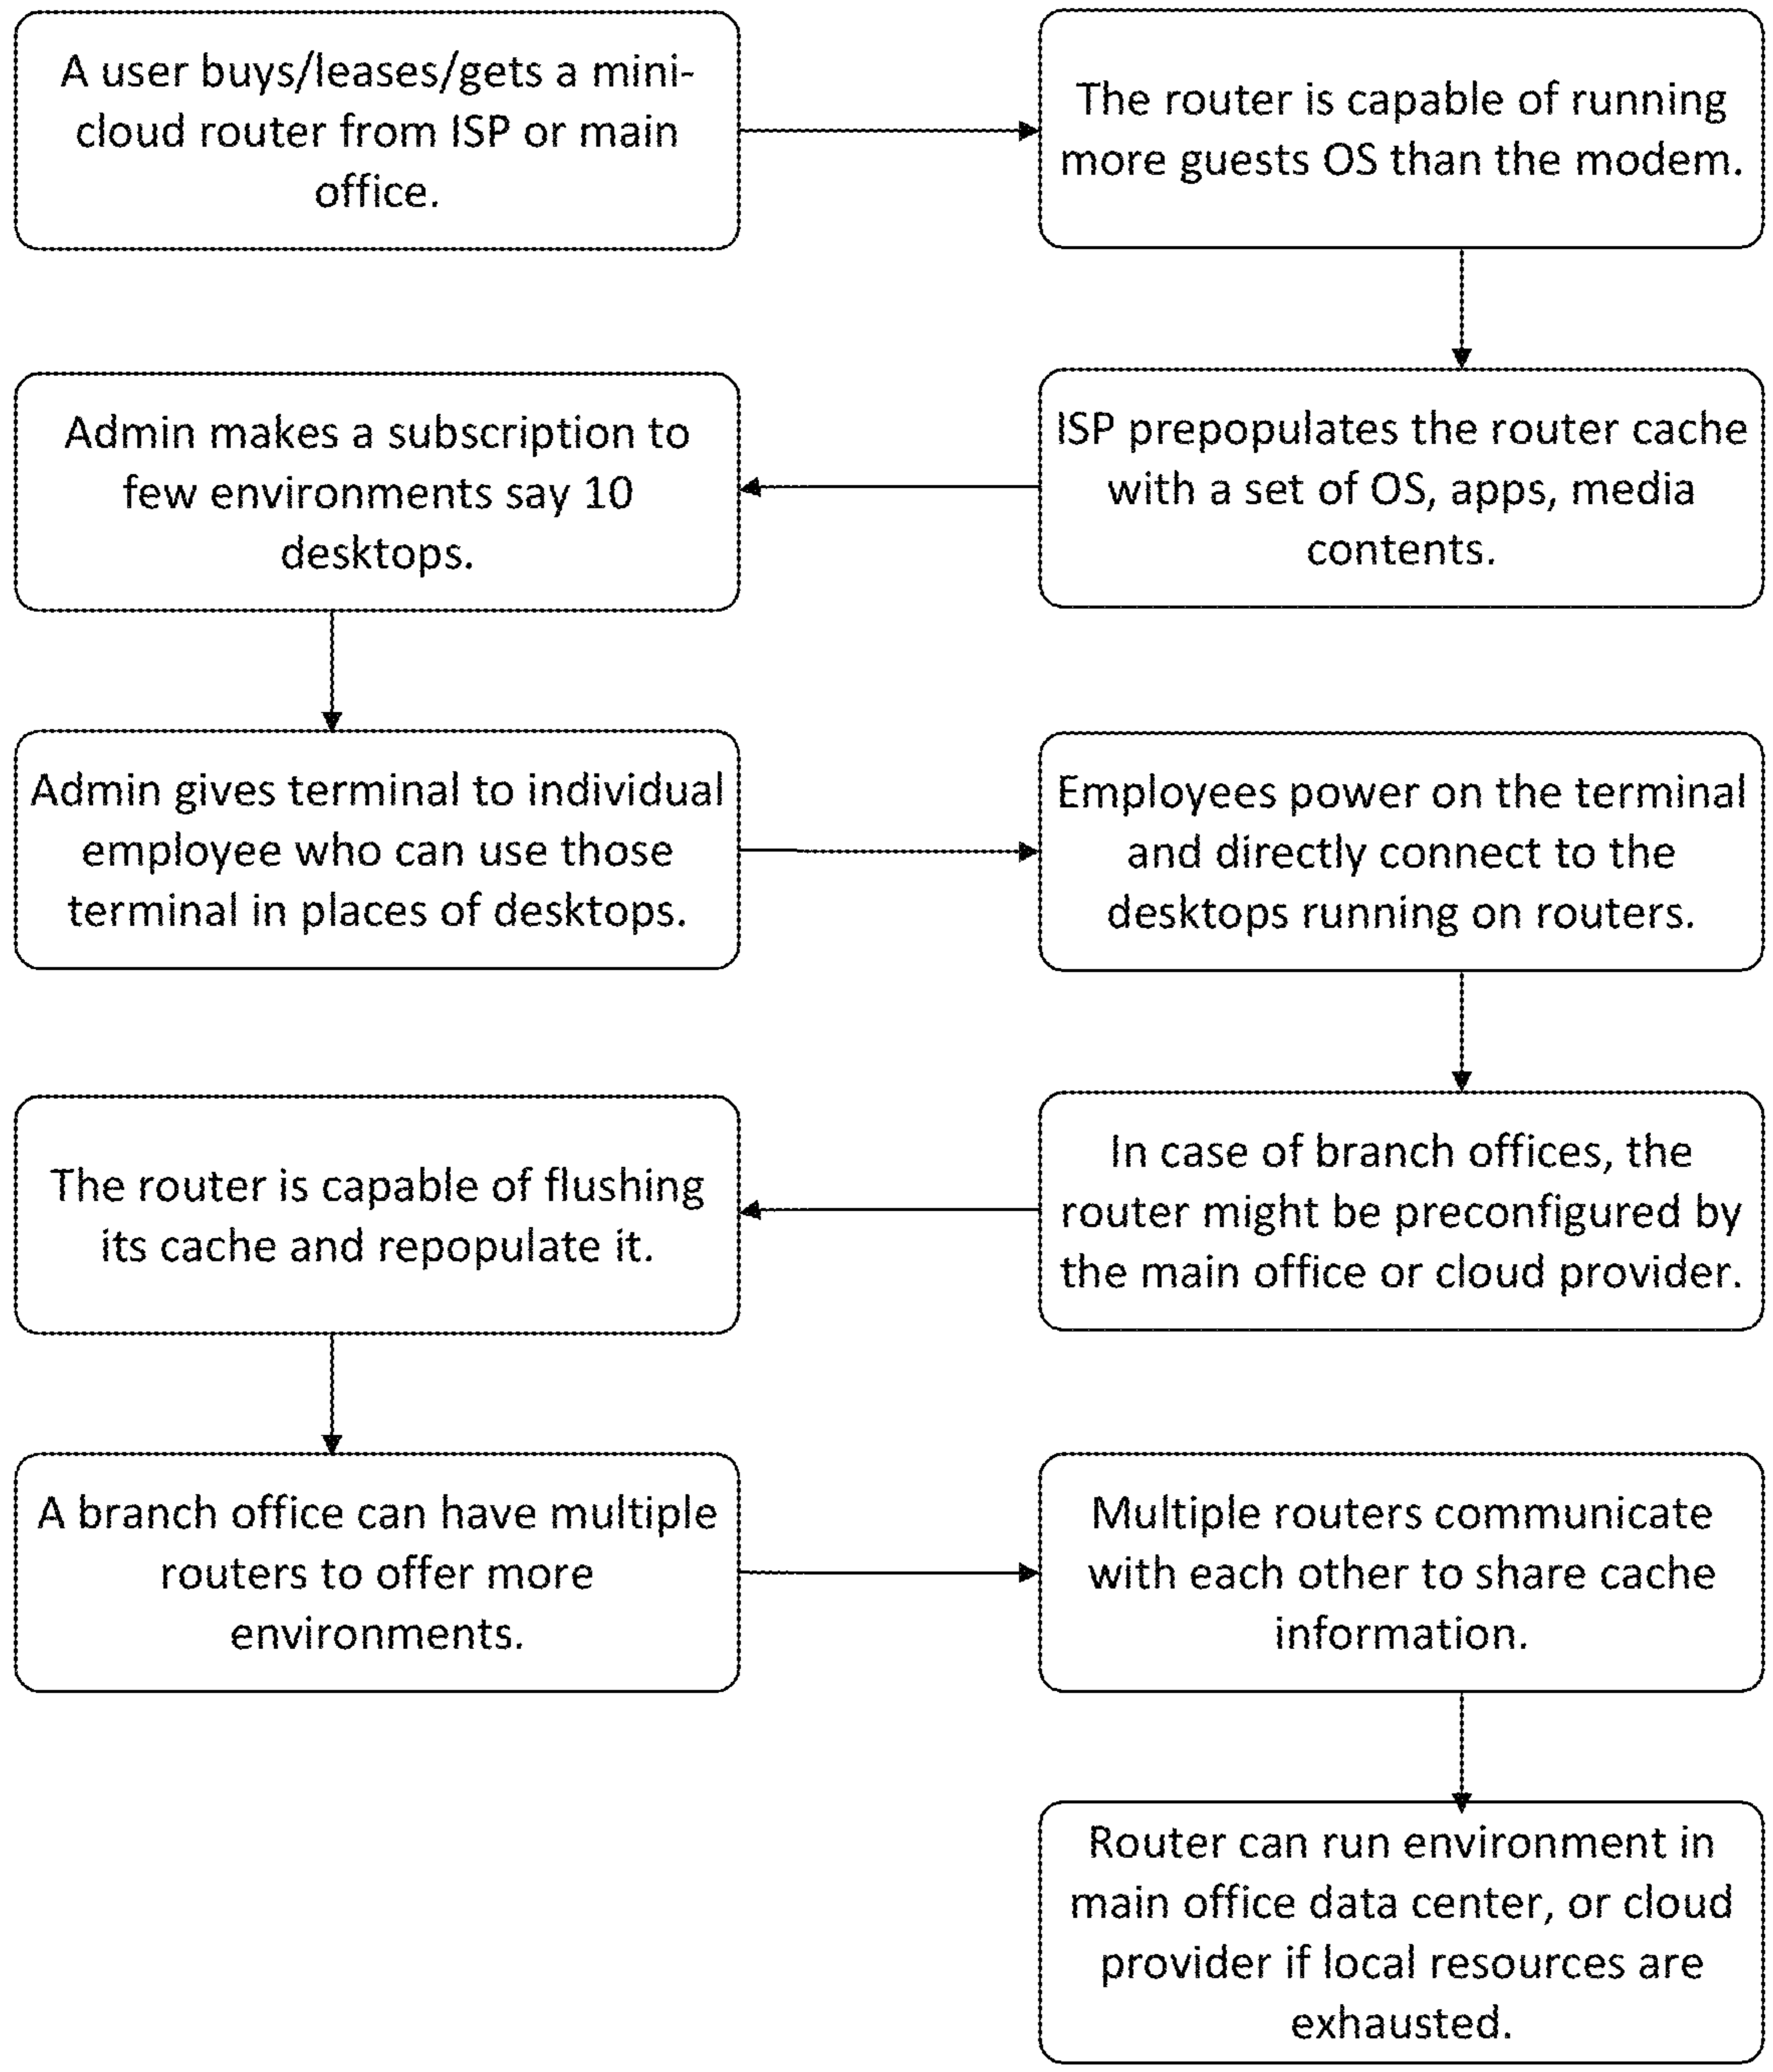 A user buys/leases/gets a mini-
cloud router from ISP or main
office.
The router is capable of running
more guests OS than the modem.
ISP prepopulates the router cache
with a set of OS, apps, media
contents.
Admin makes a subscription to
few environments say 10
desktops.
Admin gives terminal to individual
employee who can use those
terminal in places of desktops.
Employees power on the terminal
and directly connect to the
desktops running on routers.
In case of branch offices, the
router might be preconfigured by
the main office or cloud provider.
The router is capable of flushing
its cache and repopulate it.
A branch office can have multiple
routers to offer more
environments.
Multiple routers communicate
with each other to share cache
information.
Router can run environment in
main office data center, or cloud
provider if local resources are
exhausted.